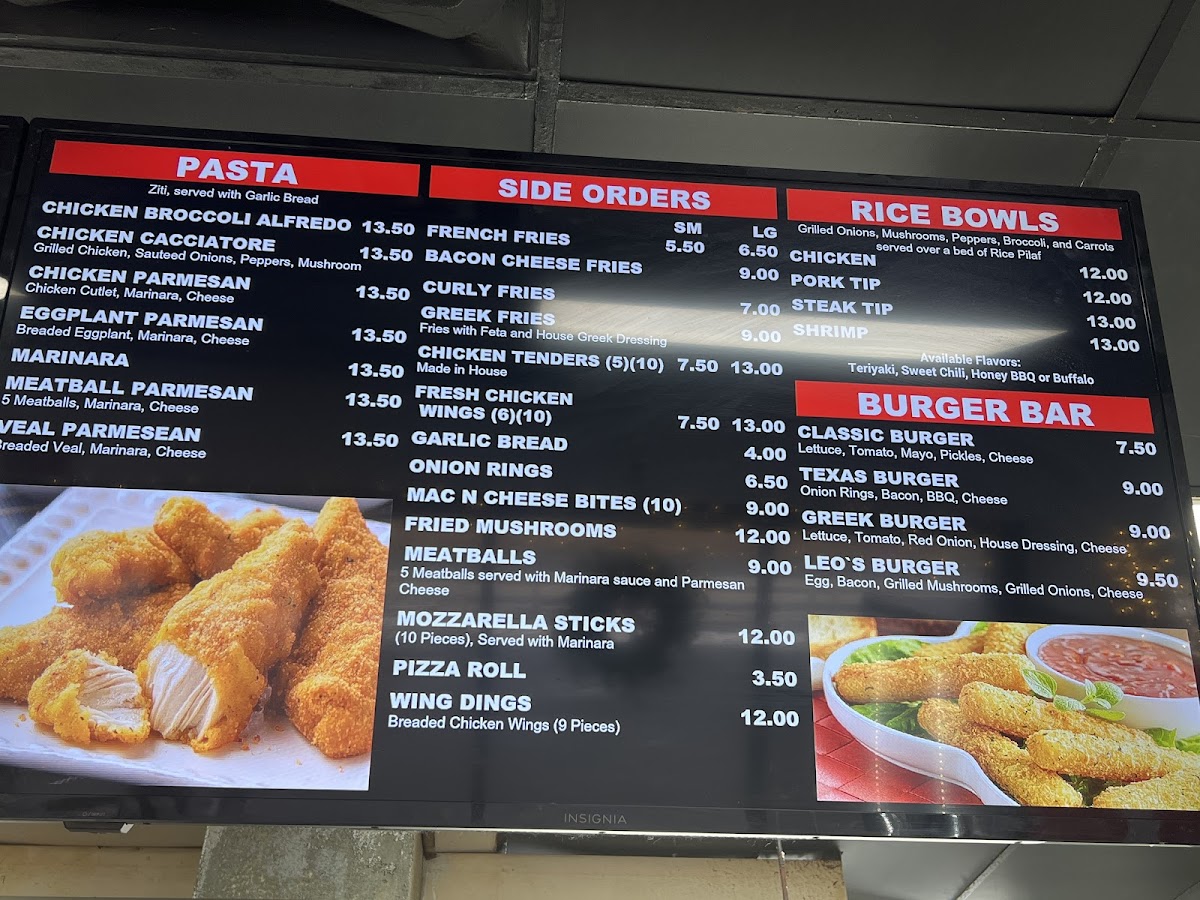 PASTA
Ziti, served with Garlic Bread
CHICKEN BROCCOLI ALFREDO 13.50
CHICKEN CACCIATORE 13.50
Grilled Chicken, Sauteed Onions, Peppers, Mushroom
CHICKEN PARMESAN 13.50
Chicken Cutlet, Marinara, Cheese
EGGPLANT PARMESAN 13.50
Breaded Eggplant, Marinara, Cheese
MARINARA 13.50
MEATBALL PARMESAN 13.50
5 Meatballs, Marinara, Cheese
VEAL PARMESEAN 13.50
Breaded Veal, Marinara, Cheese
SIDE ORDERS
SM LG
FRENCH FRIES 5.50 6.50
BACON CHEESE FRIES 9.00
CURLY FRIES 7.00
GREEK FRIES 9.00
Fries with Feta and House Greek Dressing
CHICKEN TENDERS (5)(10) 7.50 13.00
Made in House
FRESH CHICKEN
WINGS (6)(10) 7.50 13.00
GARLIC BREAD 4.00
ONION RINGS 6.50
MAC N CHEESE BITES (10) 9.00
FRIED MUSHROOMS 12.00
MEATBALLS 9.00
5 Meatballs served with Marinara sauce and Parmesan
Cheese
MOZZARELLA STICKS 12.00
(10 Pieces), Served with Marinara
PIZZA ROLL 3.50
WING DINGS 12.00
Breaded Chicken Wings (9 Pieces)
RICE BOWLS
Grilled Onions, Mushrooms, Peppers, Broccoli, and Carrots
served over a bed of Rice Pilaf
CHICKEN 12.00
PORK TIP 12.00
STEAK TIP 13.00
SHRIMP 13.00
Available Flavors:
Teriyaki, Sweet Chili, Honey BBQ or Buffalo
BURGER BAR
CLASSIC BURGER 7.50
Lettuce, Tomato, Mayo, Pickles, Cheese
TEXAS BURGER 9.00
Onion Rings, Bacon, BBQ, Cheese
GREEK BURGER 9.00
Lettuce, Tomato, Red Onion, House Dressing, Cheese
LEO`S BURGER 9.50
Egg, Bacon, Grilled Mushrooms, Grilled Onions, Cheese
INSIGNIA